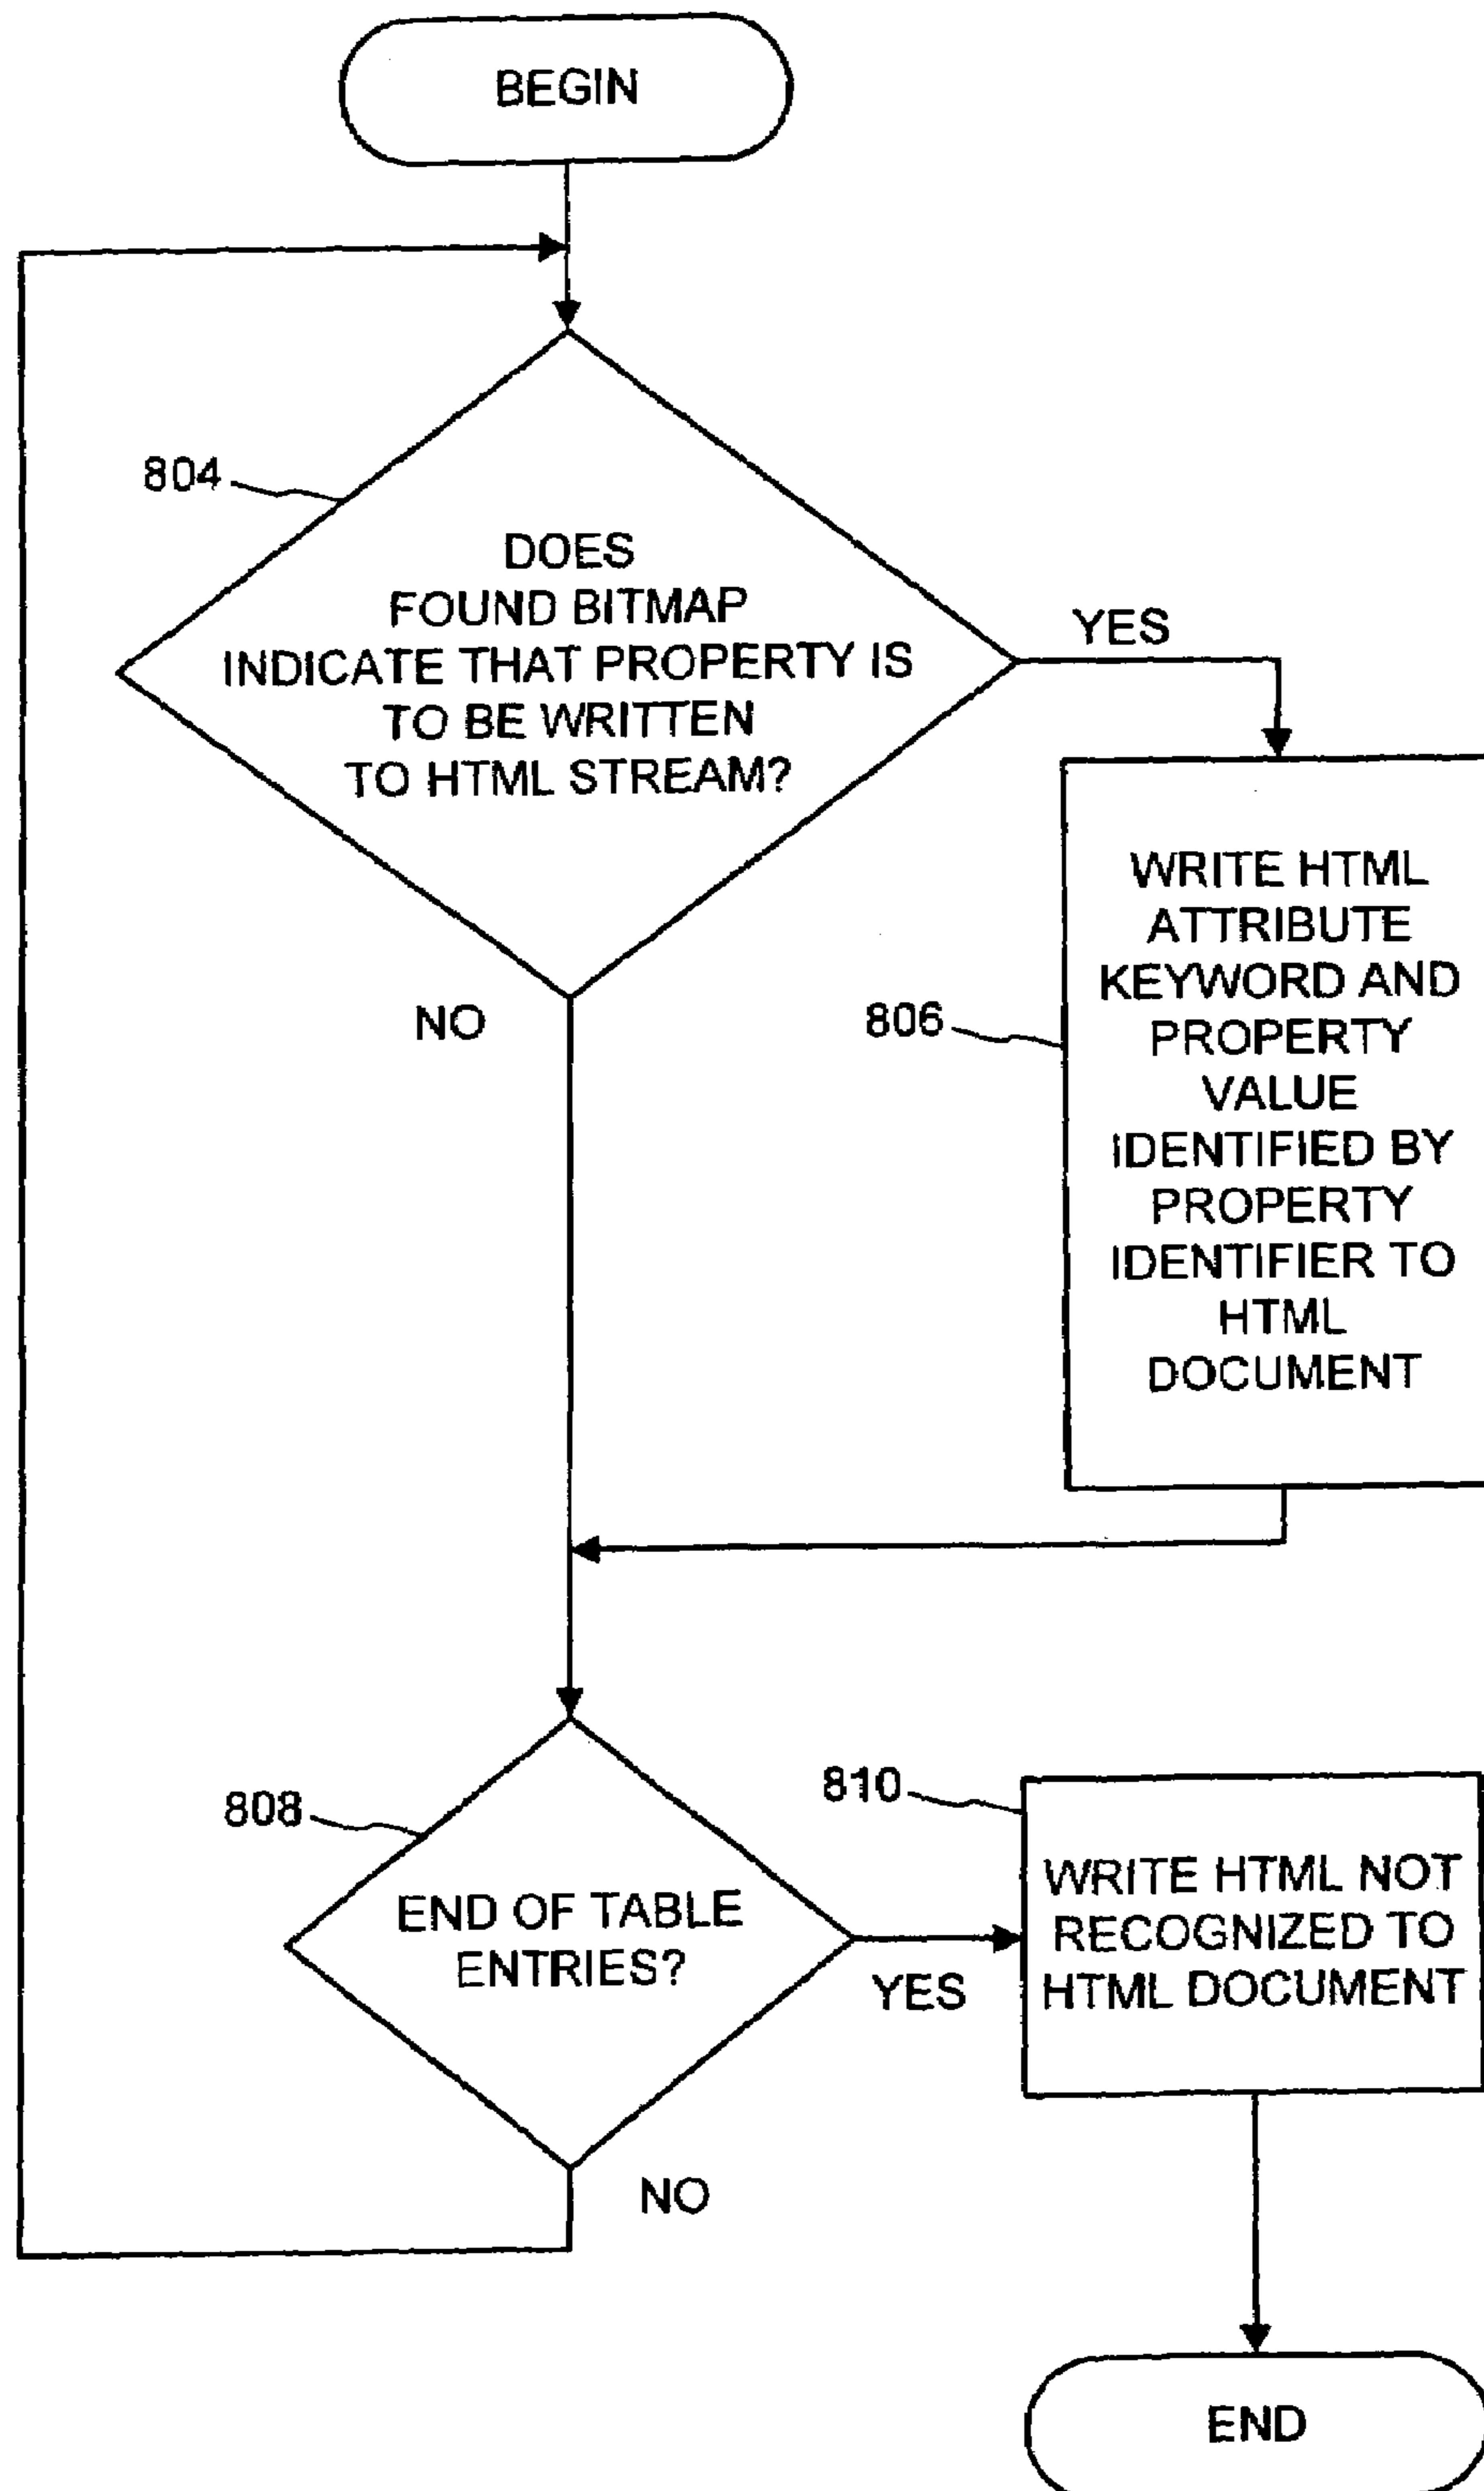 BEGIN
804
DOES
FOUND BITMAP
INDICATE THAT PROPERTY IS
TO BE WRITTEN
TO HTML STREAM?
YES
NO
806
WRITE HTML
ATTRIBUTE
KEYWORD AND
PROPERTY
VALUE
IDENTIFIED BY
PROPERTY
IDENTIFIER TO
HTML
DOCUMENT
808
END OF TABLE
ENTRIES?
YES
NO
810
WRITE HTML NOT
RECOGNIZED TO
HTML DOCUMENT
END